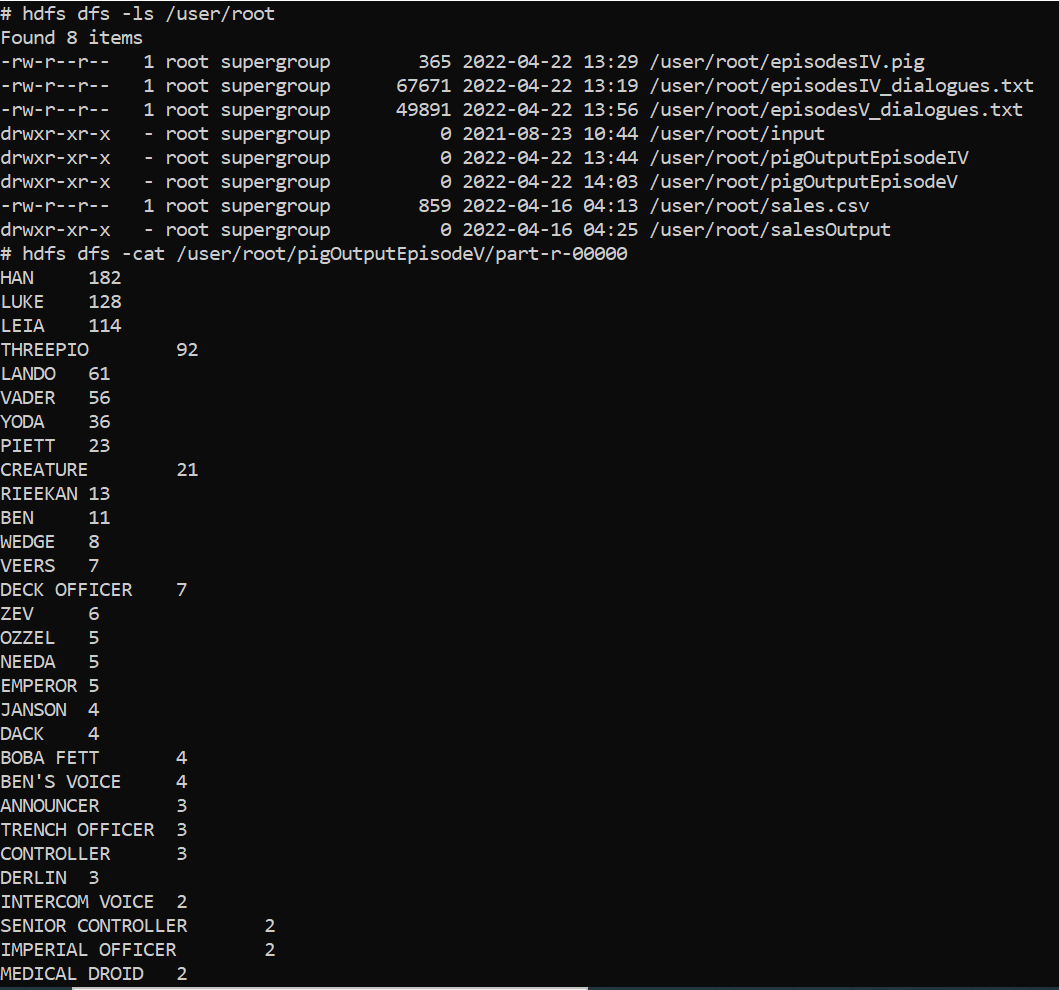 # hdfs dfs -ls /user/root
Found 8 items
-rw-r--r--   1 root supergroup        365 2022-04-22 13:29 /user/root/episodesIV.pig
-rw-r--r--   1 root supergroup      67671 2022-04-22 13:19 /user/root/episodesIV_dialogues.txt
-rw-r--r--   1 root supergroup      49891 2022-04-22 13:56 /user/root/episodesV_dialogues.txt
drwxr-xr-x   - root supergroup          0 2021-08-23 10:44 /user/root/input
drwxr-xr-x   - root supergroup          0 2022-04-22 13:44 /user/root/pigOutputEpisodeIV
drwxr-xr-x   - root supergroup          0 2022-04-22 14:03 /user/root/pigOutputEpisodeV
-rw-r--r--   1 root supergroup        859 2022-04-16 04:13 /user/root/sales.csv
drwxr-xr-x   - root supergroup          0 2022-04-16 04:25 /user/root/salesOutput
# hdfs dfs -cat /user/root/pigOutputEpisodeV/part-r-00000
HAN     182
LUKE    128
LEIA    114
THREEPIO        92
LANDO   61
VADER   56
YODA    36
PIETT   23
CREATURE        21
RIEEKAN 13
BEN     11
WEDGE   8
VEERS   7
DECK OFFICER    7
ZEV     6
OZZEL   5
NEEDA   5
EMPEROR 5
JANSON  4
DACK    4
BOBA FETT       4
BEN'S VOICE     4
ANNOUNCER       3
TRENCH OFFICER  3
CONTROLLER      3
DERLIN  3
INTERCOM VOICE  2
SENIOR CONTROLLER       2
IMPERIAL OFFICER        2
MEDICAL DROID   2